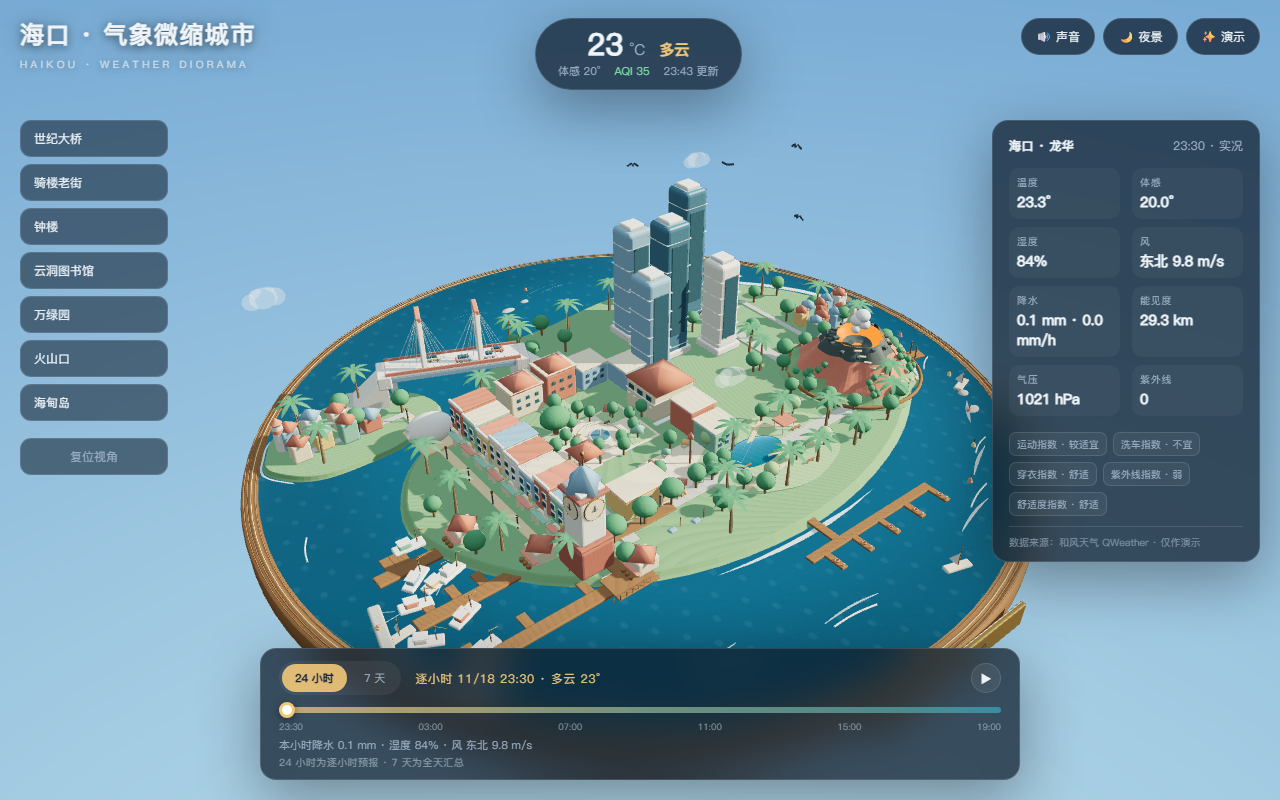 海口 · 气象微缩城市
HAIKOU · WEATHER DIORAMA
23 °C 多云
体感 20° AQI 35 23:43 更新
声音
夜景
演示
世纪大桥
骑楼老街
钟楼
云洞图书馆
万绿园
火山口
海甸岛
复位视角
海口 · 龙华 23:30 · 实况
温度
23.3°
体感
20.0°
湿度
84%
风
东北 9.8 m/s
降水
0.1 mm · 0.0
mm/h
能见度
29.3 km
气压
1021 hPa
紫外线
0
运动指数 · 较适宜
洗车指数 · 不宜
穿衣指数 · 舒适
紫外线指数 · 弱
舒适度指数 · 舒适
数据来源：和风天气 QWeather · 仅作演示
24 小时 7 天 逐小时 11/18 23:30 · 多云 23°
23:30 03:00 07:00 11:00 15:00 19:00
本小时降水 0.1 mm · 湿度 84% · 风 东北 9.8 m/s
24 小时为逐小时预报 · 7 天为全天汇总